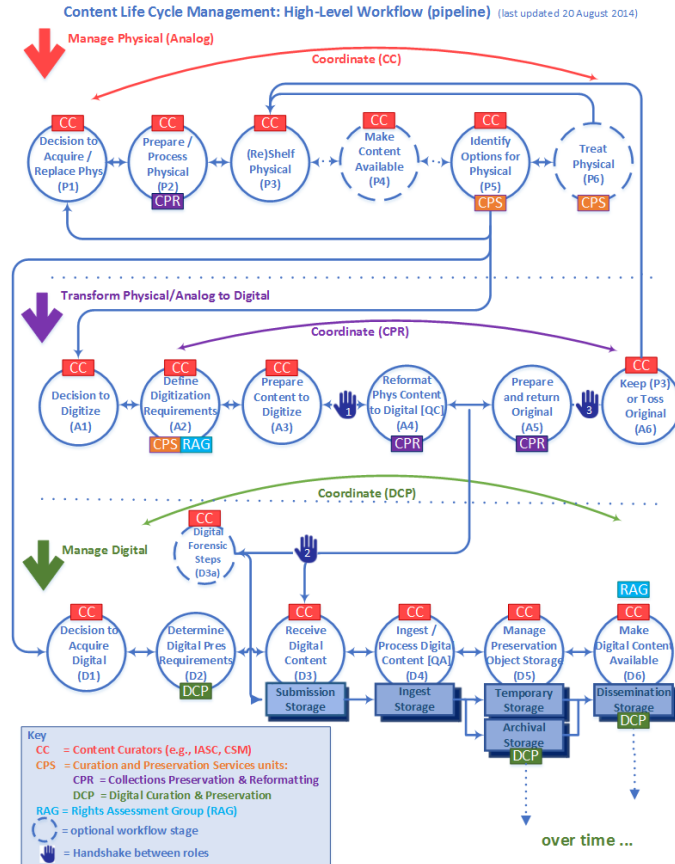 Content Life Cycle Management: High-Level Workflow (pipeline) (last updated 20 August 2014)
Manage Physical (Analog)
Coordinate (CC)
CC
Decision to
Acquire /
Replace Phys
(P1)
CC
Prepare /
Process
Physical
(P2)
CPR
CC
(Re)Shelf
Physical
(P3)
CC
Make
Content
Available
(P4)
CC
Identify
Options for
Physical
(P5)
CPS
CC
Treat
Physical
(P6)
CPS
Transform Physical/Analog to Digital
Coordinate (CPR)
CC
Decision to
Digitize
(A1)
CC
Define
Digitization
Requirements
(A2)
CPS RAG
CC
Prepare
Content to
Digitize
(A3)
1
Reformat
Phys Content
to Digital [QC]
(A4)
CPR
Prepare
and return
Original
(A5)
CPR
3
CC
Keep (P3)
or Toss
Original
(A6)
Coordinate (DCP)
Manage Digital
CC
Digital
Forensic
Steps
(D3a)
2
CC
Decision to
Acquire
Digital
(D1)
Determine
Digital Pres
Requirements
(D2)
DCP
CC
Receive
Digital
Content
(D3)
Submission
Storage
CC
Ingest /
Process Digital
Content [QA]
(D4)
Ingest
Storage
CC
Manage
Preservation
Object Storage
(D5)
Temporary
Storage
Archival
Storage
DCP
RAG
CC
Make
Digital Content
Available
(D6)
Dissemination
Storage
DCP
Key
CC = Content Curators (e.g., IASC, CSM)
CPS = Curation and Preservation Services units:
CPR = Collections Preservation & Reformatting
DCP = Digital Curation & Preservation
RAG = Rights Assessment Group (RAG)
= optional workflow stage
= Handshake between roles
over time ...